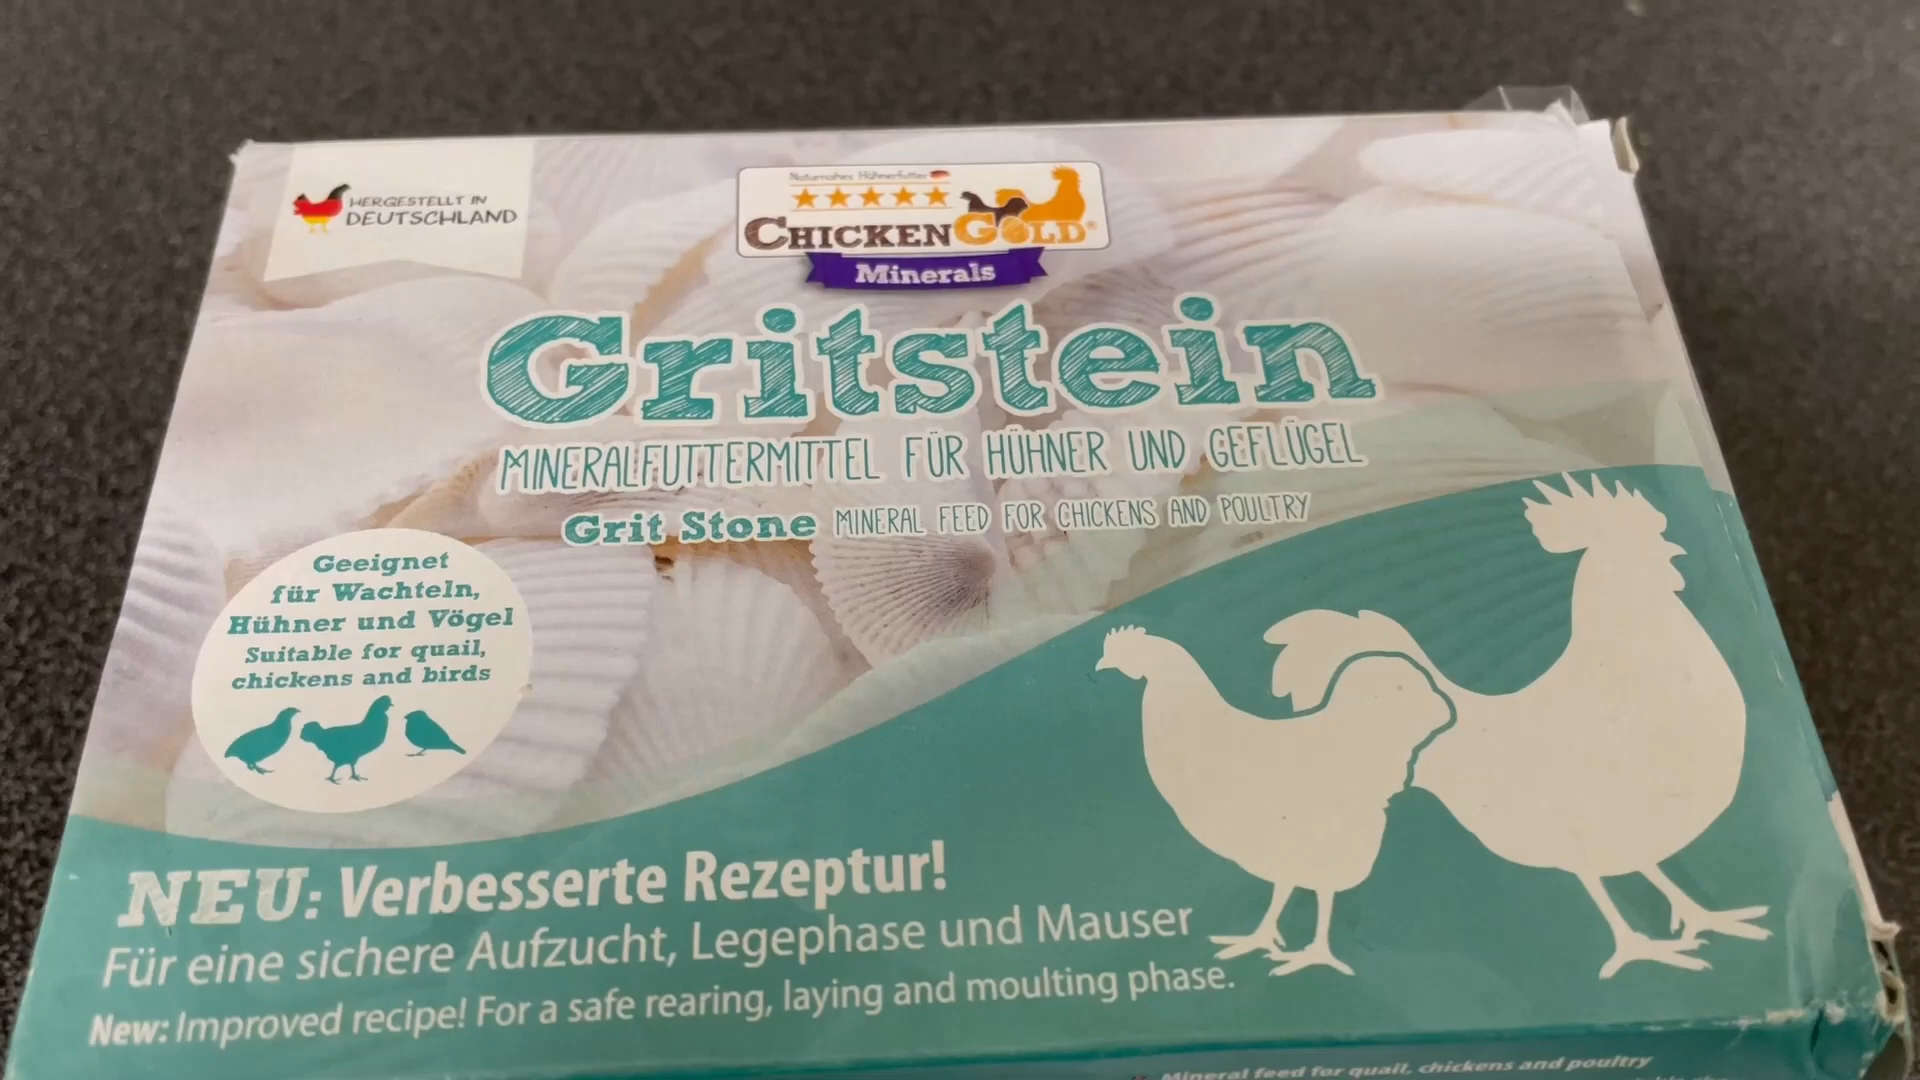 HERGESTELLT IN
DEUTSCHLAND
Naturnahes Hühnerfutter
CHICKENGOLD®
Minerals
Gritstein
MINERALFUTTERMITTEL FÜR HÜHNER UND GEFLÜGEL
Grit Stone MINERAL FEED FOR CHICKENS AND POULTRY
Geeignet
für Wachteln,
Hühner und Vögel
Suitable for quail,
chickens and birds
NEU: Verbesserte Rezeptur!
Für eine sichere Aufzucht, Legephase und Mauser
New: Improved recipe! For a safe rearing, laying and moulting phase.
Mineral feed for quail, chickens and poultry